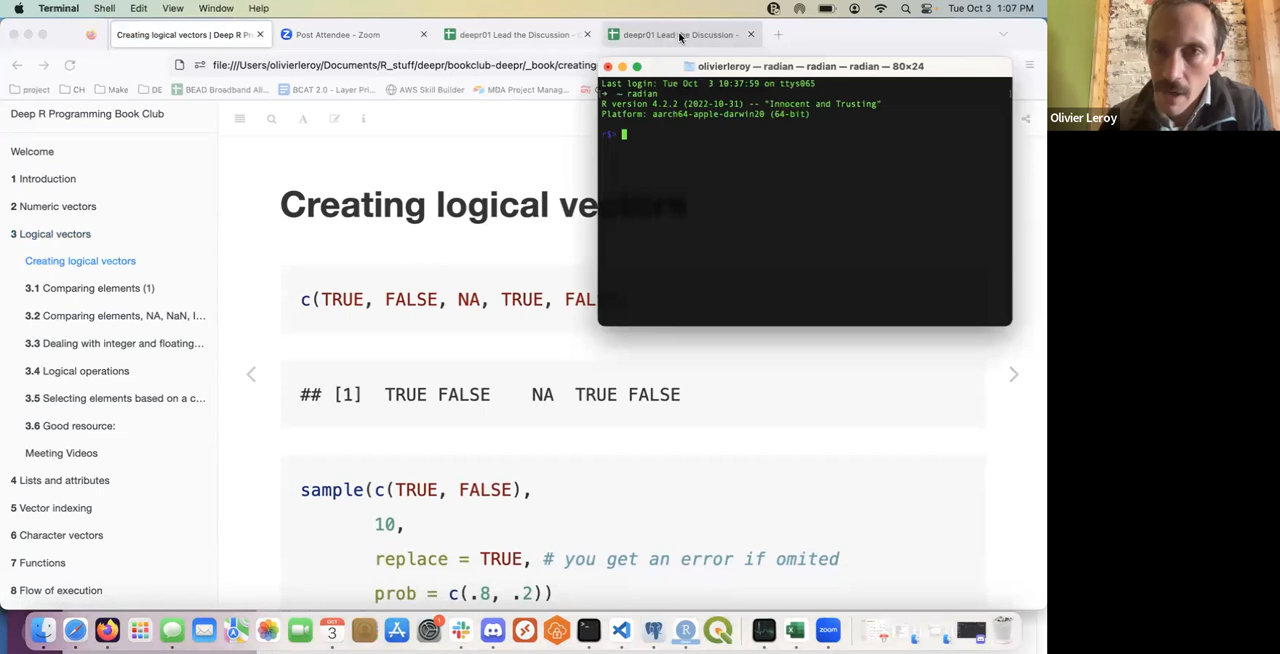 Terminal Shell Edit View Window Help Tue Oct 3 1:07 PM
Creating logical vectors | Deep R Pr Post Attendee - Zoom deepr01 Lead the Discussion - deepr01 Lead the Discussion -
file:///Users/olivierleroy/Documents/R_stuff/deepr/bookclub-deepr/_book/creating
project CH Make DE BEAD Broadband All... BCAT 2.0 - Layer Pri... AWS Skill Builder MDA Project Manag...
olivierleroy — radian — radian — radian — 80×24
Last login: Tue Oct 3 10:37:59 on ttys065
➜ ~ radian
R version 4.2.2 (2022-10-31) -- "Innocent and Trusting"
Platform: aarch64-apple-darwin20 (64-bit)
r$>
Olivier Leroy
Deep R Programming Book Club
Welcome
1 Introduction
2 Numeric vectors
3 Logical vectors
Creating logical vectors
3.1 Comparing elements (1)
3.2 Comparing elements, NA, NaN, I...
3.3 Dealing with integer and floating...
3.4 Logical operations
3.5 Selecting elements based on a c...
3.6 Good resource:
Meeting Videos
4 Lists and attributes
5 Vector indexing
6 Character vectors
7 Functions
8 Flow of execution
Creating logical vectors
c(TRUE, FALSE, NA, TRUE, FAL
## [1] TRUE FALSE NA TRUE FALSE
sample(c(TRUE, FALSE),
10,
replace = TRUE, # you get an error if omited
prob = c(.8, .2))
OCT
3
1
zoom